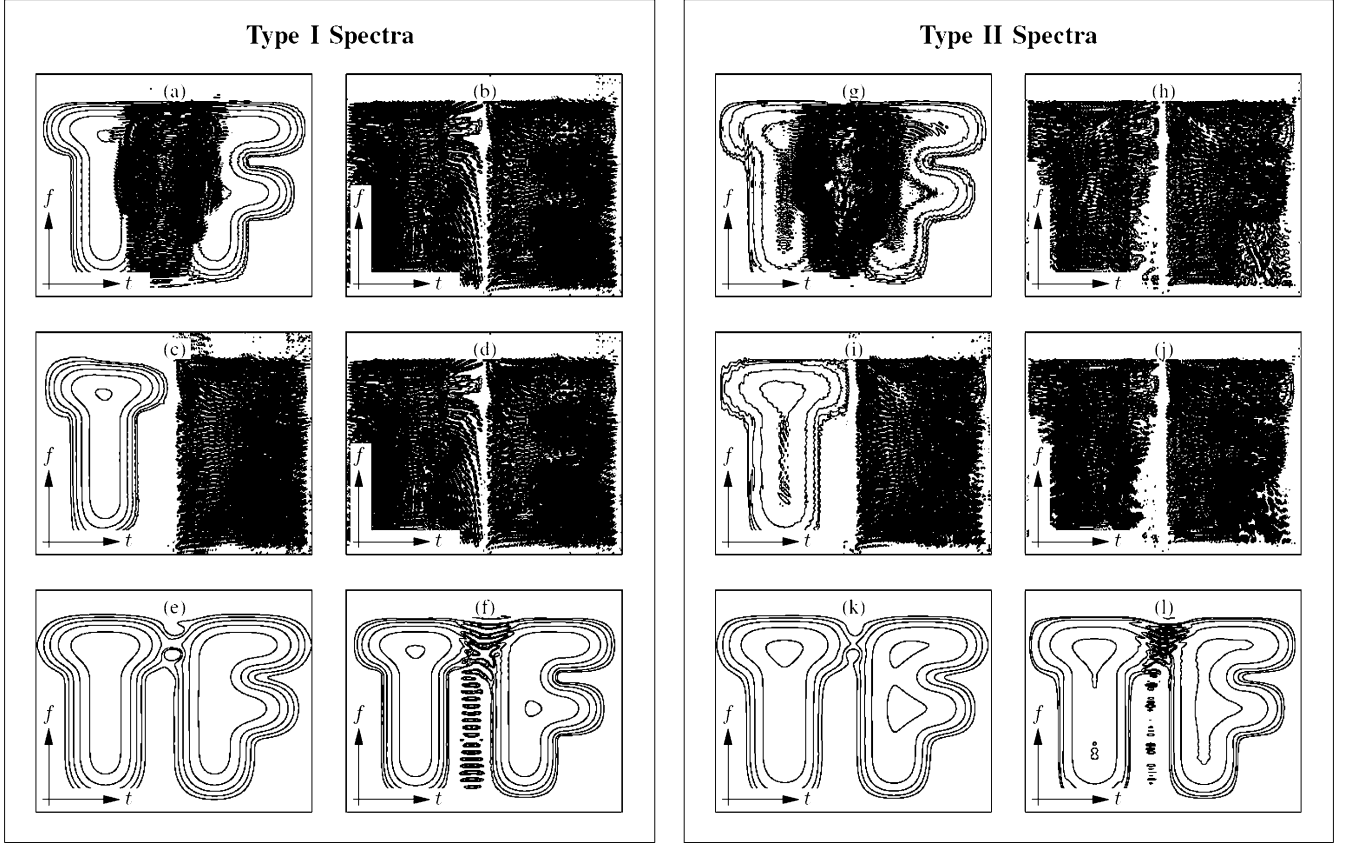 Type I Spectra
(a) (b)
f t f t
(c) (d)
f t f t
(e) (f)
f t f t
Type II Spectra
(g) (h)
f t f t
(i) (j)
f t f t
(k) (l)
f t f t